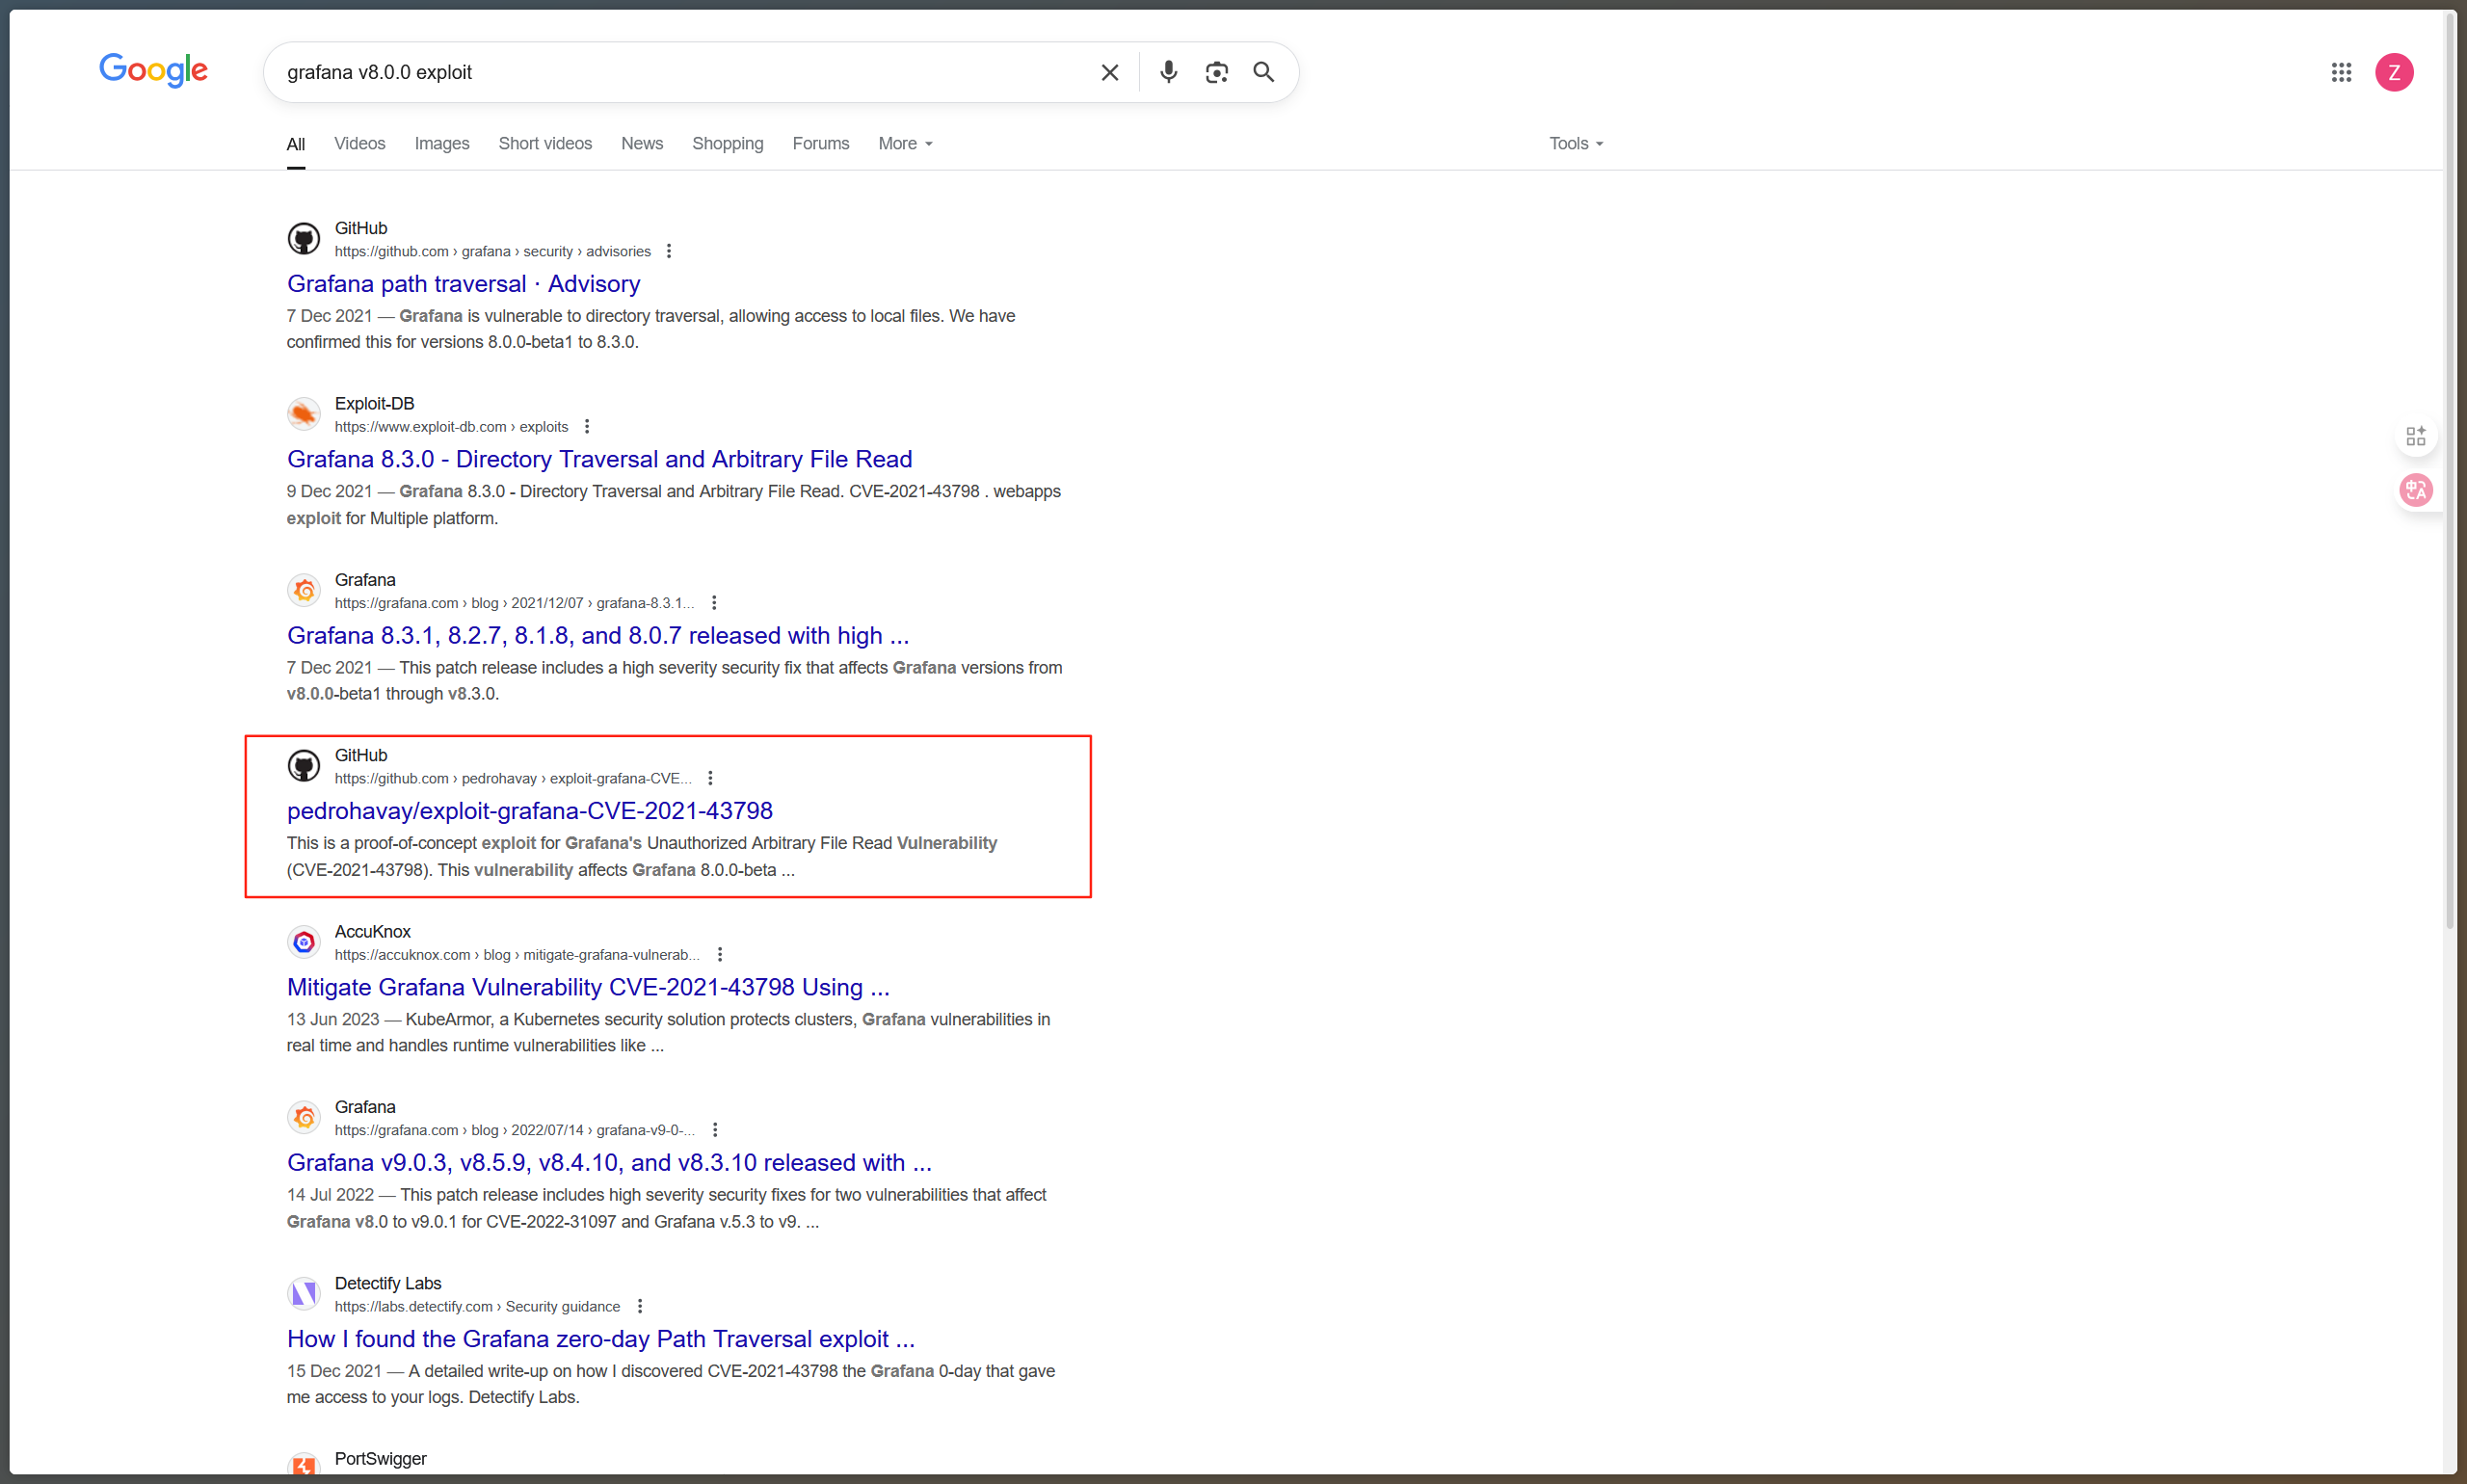 Google
grafana v8.0.0 exploit
Z
All Videos Images Short videos News Shopping Forums More Tools
GitHub
https://github.com › grafana › security › advisories
Grafana path traversal · Advisory
7 Dec 2021 — Grafana is vulnerable to directory traversal, allowing access to local files. We have
confirmed this for versions 8.0.0-beta1 to 8.3.0.
Exploit-DB
https://www.exploit-db.com › exploits
Grafana 8.3.0 - Directory Traversal and Arbitrary File Read
9 Dec 2021 — Grafana 8.3.0 - Directory Traversal and Arbitrary File Read. CVE-2021-43798 . webapps
exploit for Multiple platform.
中A
Grafana
https://grafana.com › blog › 2021/12/07 › grafana-8.3.1...
Grafana 8.3.1, 8.2.7, 8.1.8, and 8.0.7 released with high ...
7 Dec 2021 — This patch release includes a high severity security fix that affects Grafana versions from
v8.0.0-beta1 through v8.3.0.
GitHub
https://github.com › pedrohavay › exploit-grafana-CVE...
pedrohavay/exploit-grafana-CVE-2021-43798
This is a proof-of-concept exploit for Grafana's Unauthorized Arbitrary File Read Vulnerability
(CVE-2021-43798). This vulnerability affects Grafana 8.0.0-beta ...
AccuKnox
https://accuknox.com › blog › mitigate-grafana-vulnerab...
Mitigate Grafana Vulnerability CVE-2021-43798 Using ...
13 Jun 2023 — KubeArmor, a Kubernetes security solution protects clusters, Grafana vulnerabilities in
real time and handles runtime vulnerabilities like ...
Grafana
https://grafana.com › blog › 2022/07/14 › grafana-v9-0-...
Grafana v9.0.3, v8.5.9, v8.4.10, and v8.3.10 released with ...
14 Jul 2022 — This patch release includes high severity security fixes for two vulnerabilities that affect
Grafana v8.0 to v9.0.1 for CVE-2022-31097 and Grafana v.5.3 to v9. ...
Detectify Labs
https://labs.detectify.com › Security guidance
How I found the Grafana zero-day Path Traversal exploit ...
15 Dec 2021 — A detailed write-up on how I discovered CVE-2021-43798 the Grafana 0-day that gave
me access to your logs. Detectify Labs.
PortSwigger